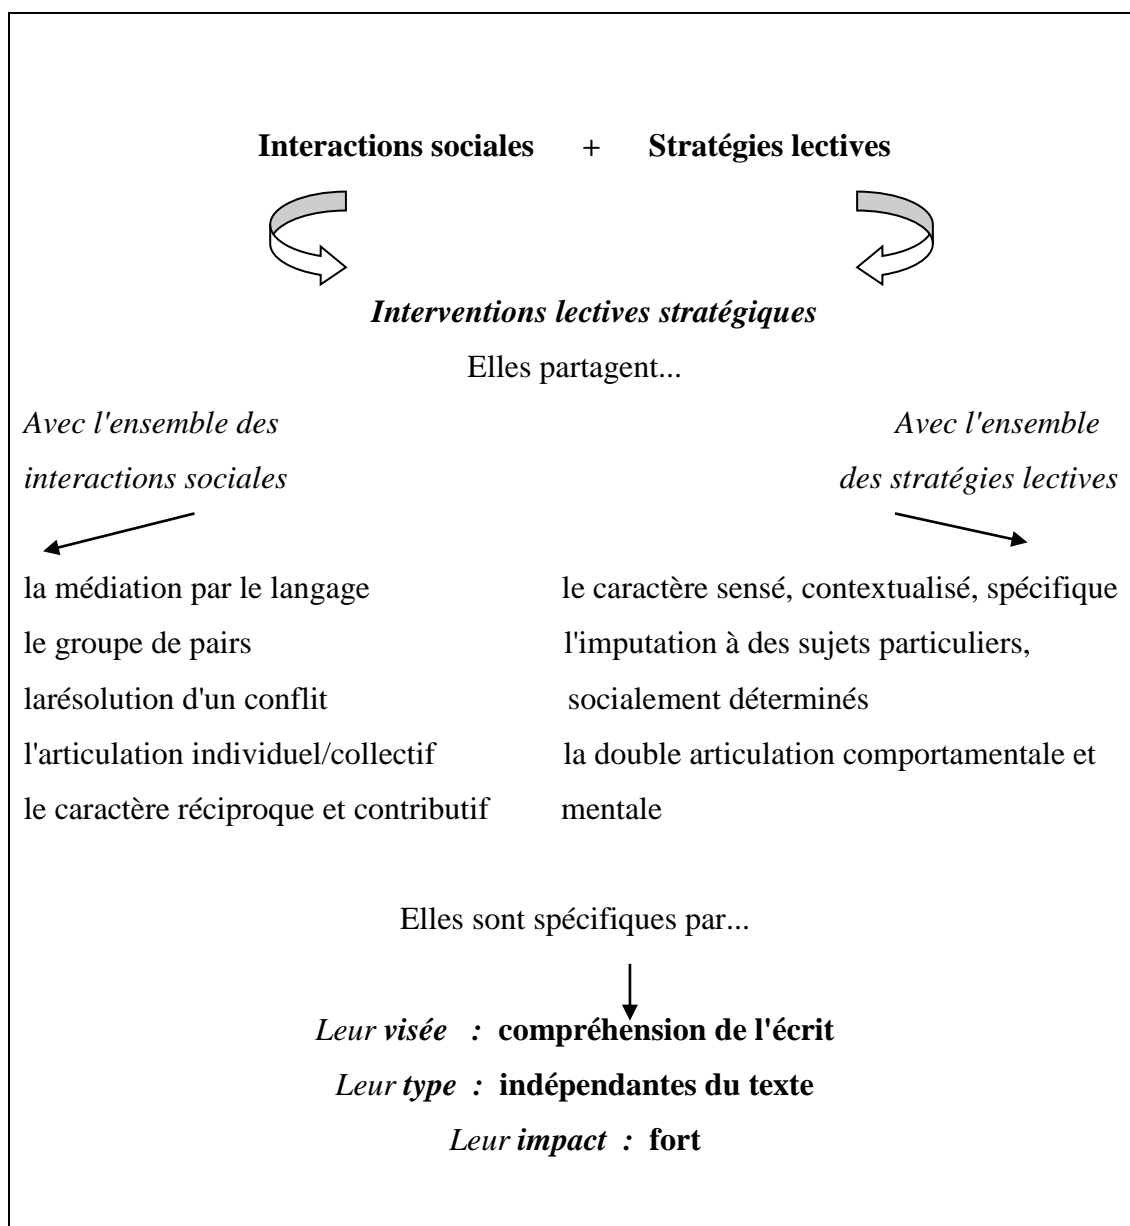 Interactions sociales + Stratégies lectives
Interventions lectives stratégiques
Elles partagent...
Avec l'ensemble des
interactions sociales
Avec l'ensemble
des stratégies lectives
la médiation par le langage
le groupe de pairs
larésolution d'un conflit
l'articulation individuel/collectif
le caractère réciproque et contributif
le caractère sensé, contextualisé, spécifique
l'imputation à des sujets particuliers,
socialement déterminés
la double articulation comportementale et
mentale
Elles sont spécifiques par...
Leur visée : compréhension de l'écrit
Leur type : indépendantes du texte
Leur impact : fort